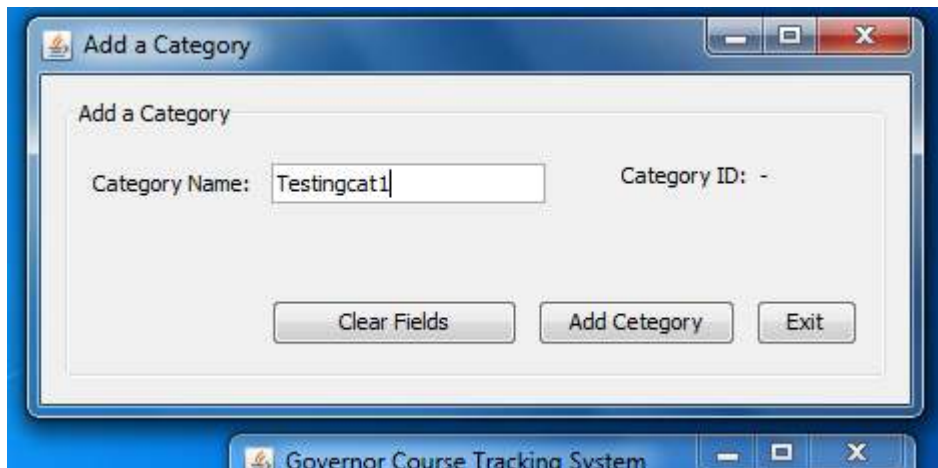 Add a Category
Add a Category
Category Name: Testingcat1 Category ID: -
Clear Fields Add Cetegory Exit
Governor Course Tracking System